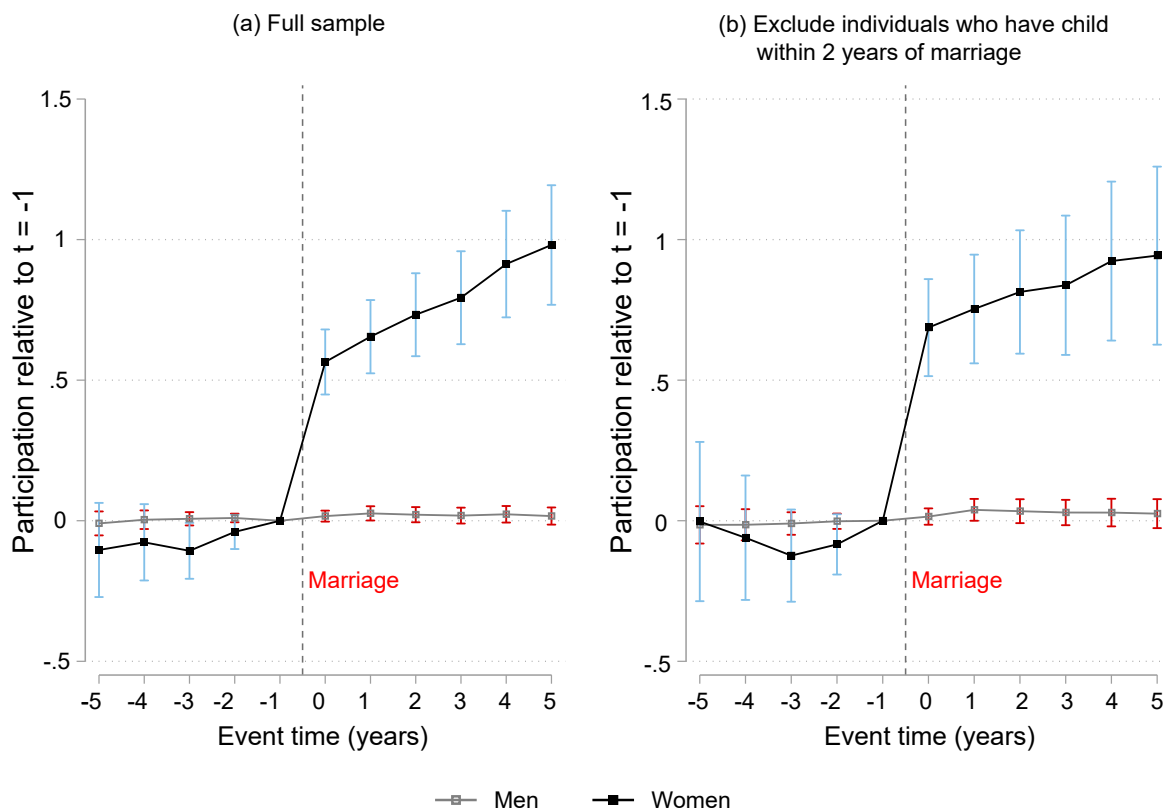 (a) Full sample
1.5
1
.5
0
-.5
Participation relative to t = -1
Marriage
-5 -4 -3 -2 -1 0 1 2 3 4 5
Event time (years)
(b) Exclude individuals who have child
within 2 years of marriage
1.5
1
.5
0
-.5
Participation relative to t = -1
Marriage
-5 -4 -3 -2 -1 0 1 2 3 4 5
Event time (years)
Men Women